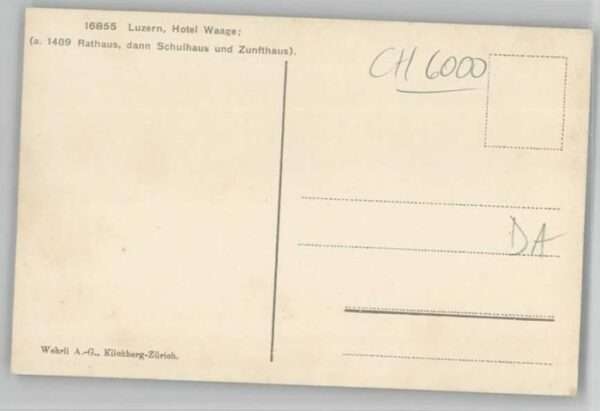 16855 Luzern, Hotel Waage;
(a. 1409 Rathaus, dann Schulhaus und Zunfthaus).
CH 6000
DA
Wehrli A.-G., Kilchberg-Zürich.